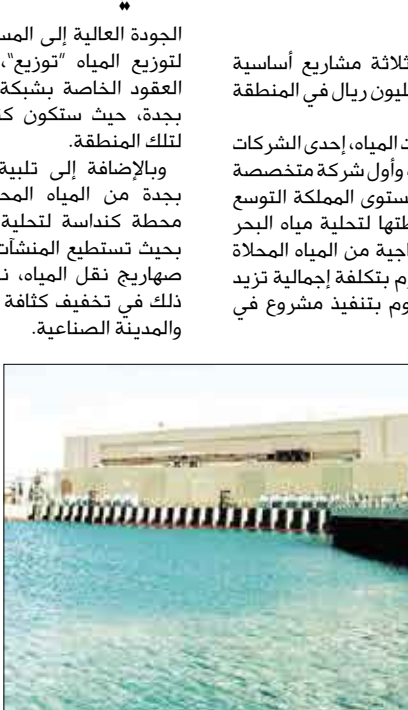 ثلاثة مشاريع أساسية
لليون ريال في المنطقة
ت المياه، إحدى الشركات
وأول شركة متخصصة
ستوى المملكة التوسع
طتها لتحلية مياه البحر
اجية من المياه المحلاة
م بتكلفة إجمالية تزيد
وم بتنفيذ مشروع في
الجودة العالية إلى المس
لتوزيع المياه "توزيع"،
العقود الخاصة بشبكة
بجدة، حيث ستكون كن
لتلك المنطقة.
وبالإضافة إلى تلبية
بجدة من المياه المح
محطة كنداسة لتحلية
بحيث تستطيع المنشآت
صهاريج نقل المياه، ن
ذلك في تخفيف كثافة
والمدينة الصناعية.